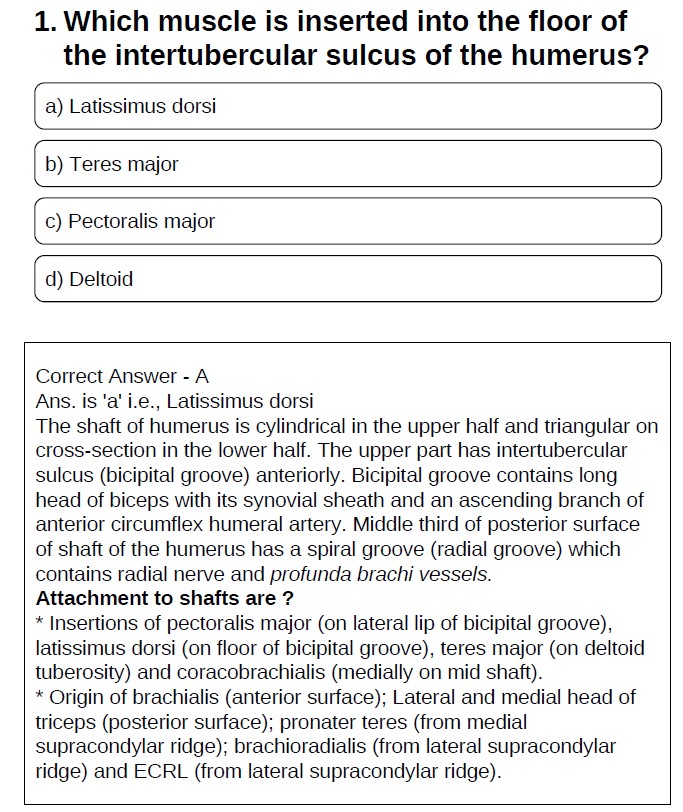 1. Which muscle is inserted into the floor of
the intertubercular sulcus of the humerus?
a) Latissimus dorsi
b) Teres major
c) Pectoralis major
d) Deltoid
Correct Answer - A
Ans. is 'a' i.e., Latissimus dorsi
The shaft of humerus is cylindrical in the upper half and triangular on
cross-section in the lower half. The upper part has intertubercular
sulcus (bicipital groove) anteriorly. Bicipital groove contains long
head of biceps with its synovial sheath and an ascending branch of
anterior circumflex humeral artery. Middle third of posterior surface
of shaft of the humerus has a spiral groove (radial groove) which
contains radial nerve and profunda brachi vessels.
Attachment to shafts are ?
* Insertions of pectoralis major (on lateral lip of bicipital groove),
latissimus dorsi (on floor of bicipital groove), teres major (on deltoid
tuberosity) and coracobrachialis (medially on mid shaft).
* Origin of brachialis (anterior surface); Lateral and medial head of
triceps (posterior surface); pronater teres (from medial
supracondylar ridge); brachioradialis (from lateral supracondylar
ridge) and ECRL (from lateral supracondylar ridge).